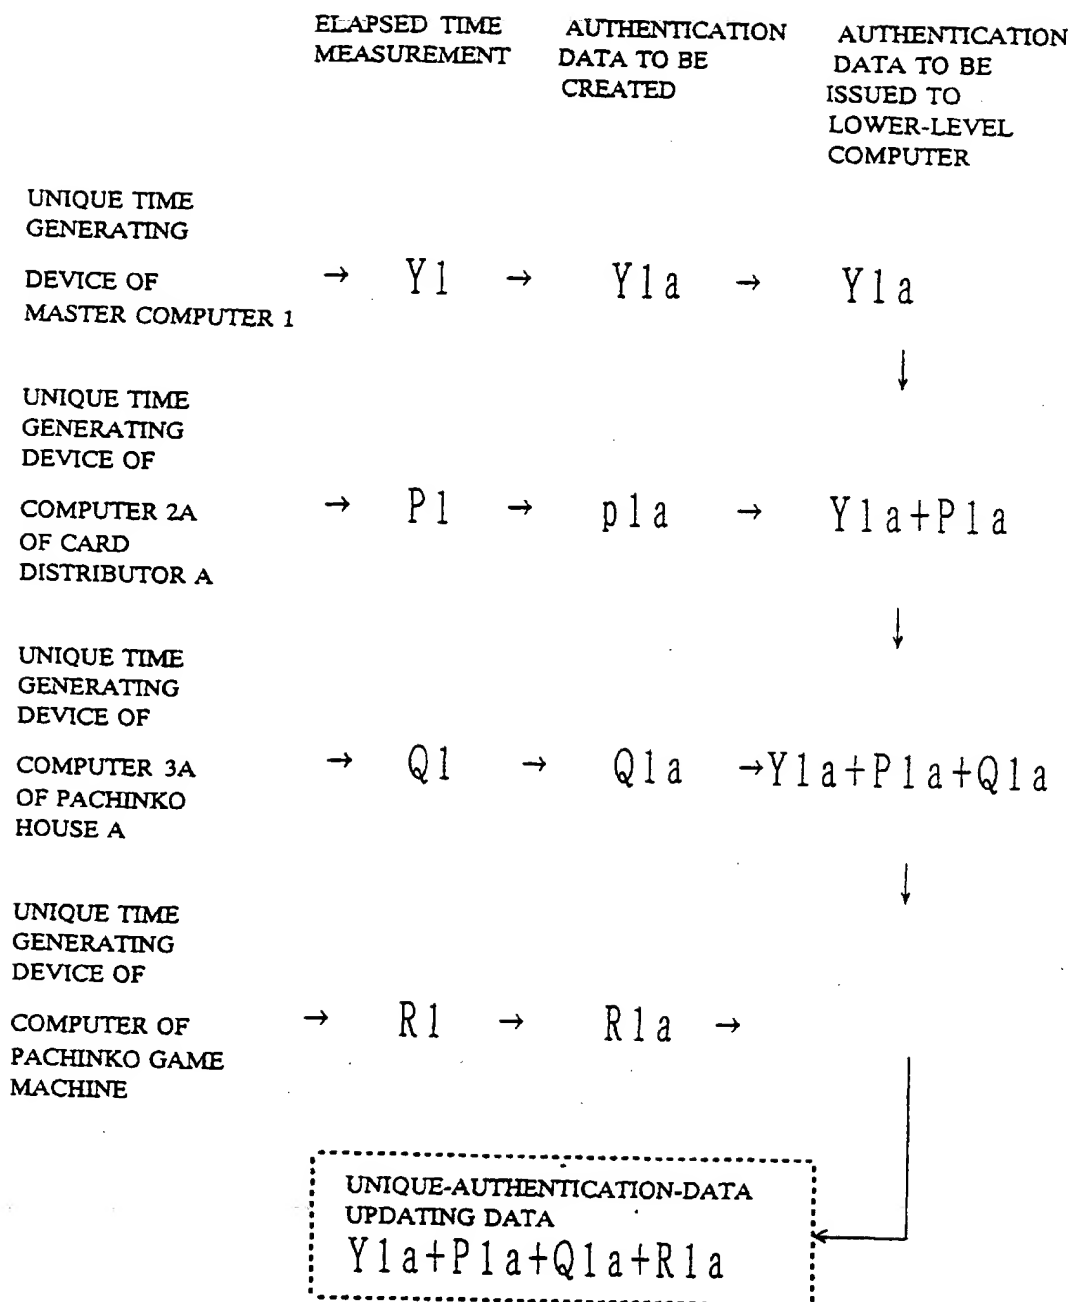 ELAPSED TIME
MEASUREMENT
AUTHENTICATION
DATA TO BE
CREATED
AUTHENTICATION
DATA TO BE
ISSUED TO
LOWER-LEVEL
COMPUTER
UNIQUE TIME
GENERATING
DEVICE OF
MASTER COMPUTER 1
→ Y1 → Y1a → Y1a
↓
UNIQUE TIME
GENERATING
DEVICE OF
COMPUTER 2A
OF CARD
DISTRIBUTOR A
→ P1 → p1a → Y1a+P1a
↓
UNIQUE TIME
GENERATING
DEVICE OF
COMPUTER 3A
OF PACHINKO
HOUSE A
→ Q1 → Q1a →Y1a+P1a+Q1a
↓
UNIQUE TIME
GENERATING
DEVICE OF
COMPUTER OF
PACHINKO GAME
MACHINE
→ R1 → R1a →
UNIQUE-AUTHENTICATION-DATA
UPDATING DATA
Y1a+P1a+Q1a+R1a